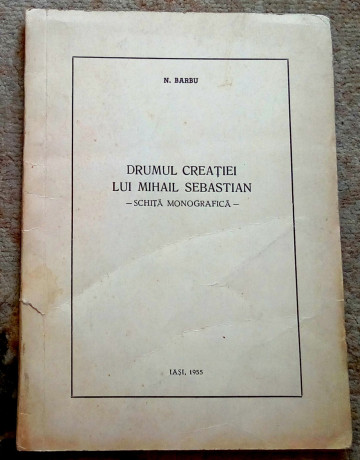 N. BARBU
DRUMUL CREAȚIEI
LUI MIHAIL SEBASTIAN
— SCHIȚĂ MONOGRAFICĂ —
IAȘI, 1955